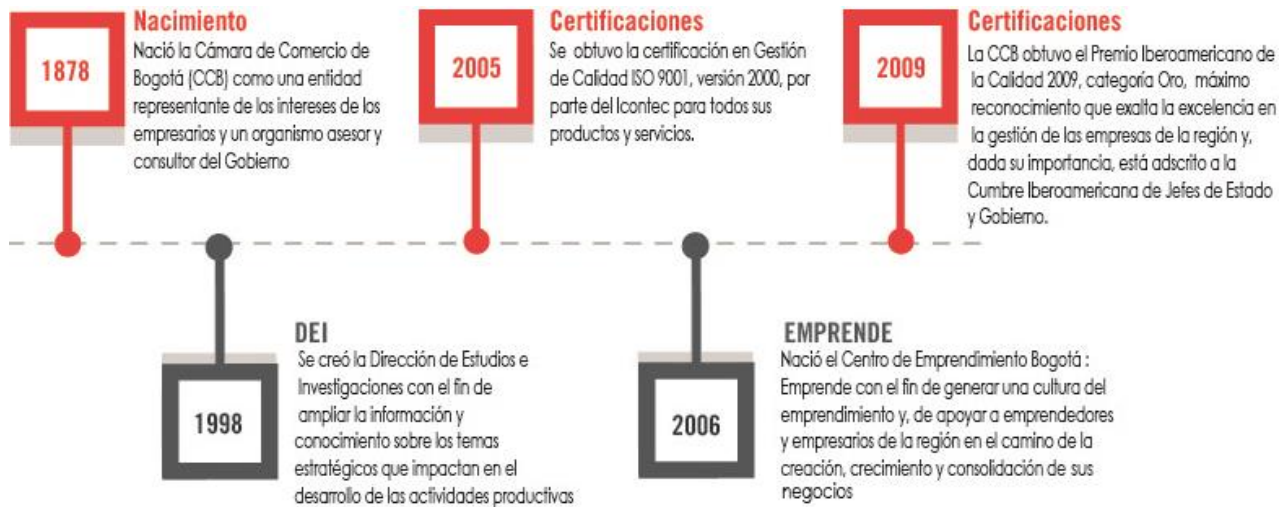 1878
Nacimiento
Nació la Cámara de Comercio de
Bogotá (CCB) como una entidad
representante de los intereses de los
empresarios y un organismo asesor y
consultor del Gobierno
2005
Certificaciones
Se obtuvo la certificación en Gestión
de Calidad ISO 9001, versión 2000, por
parte del Icontec para todos sus
productos y servicios.
2009
Certificaciones
La CCB obtuvo el Premio Iberoamericano de
la Calidad 2009, categoría Oro, máximo
reconocimiento que exalta la excelencia en
la gestión de las empresas de la región y,
dada su importancia, está adscrito a la
Cumbre Iberoamericana de Jefes de Estado
y Gobierno.
1998
DEI
Se creó la Dirección de Estudios e
Investigaciones con el fin de
ampliar la información y
conocimiento sobre los temas
estratégicos que impactan en el
desarrollo de las actividades productivas
2006
EMPRENDE
Nació el Centro de Emprendimiento Bogotá :
Emprende con el fin de generar una cultura del
emprendimiento y, de apoyar a emprendedores
y empresarios de la región en el camino de la
creación, crecimiento y consolidación de sus
negocios